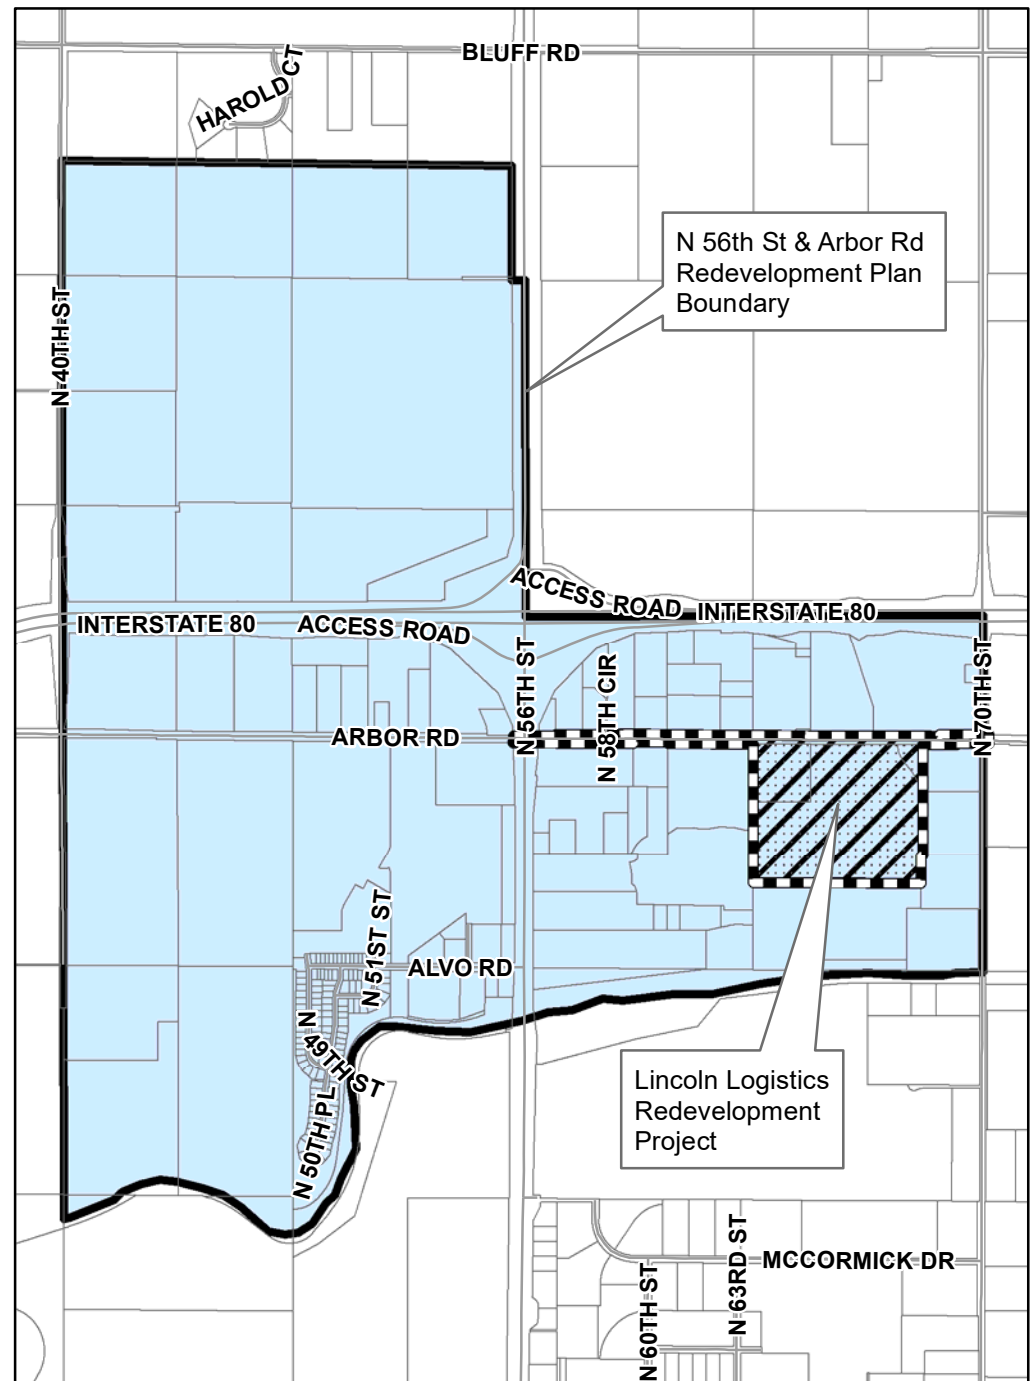 BLUFF RD
HAROLD CT
N 56th St & Arbor Rd
Redevelopment Plan
Boundary
N 40TH ST
ACCESS ROAD
INTERSTATE 80
INTERSTATE 80
ACCESS ROAD
N 56TH ST
N 58TH CIR
N 70TH ST
ARBOR RD
N 51ST ST
ALVO RD
N 49TH ST
N 50TH PL
Lincoln Logistics
Redevelopment
Project
N 63RD ST
MCCORMICK DR
N 60TH ST